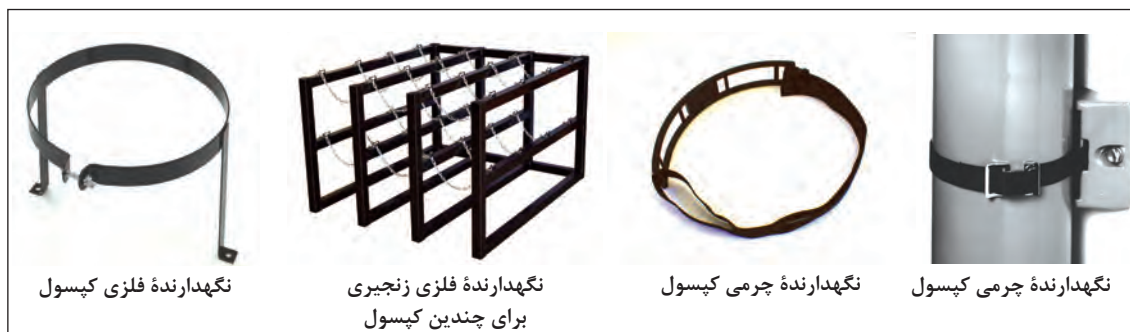 نگهدارندۀ چرمی کپسول
نگهدارندۀ چرمی کپسول
نگهدارندۀ فلزی زنجیری
برای چندین کپسول
نگهدارندۀ فلزی کپسول